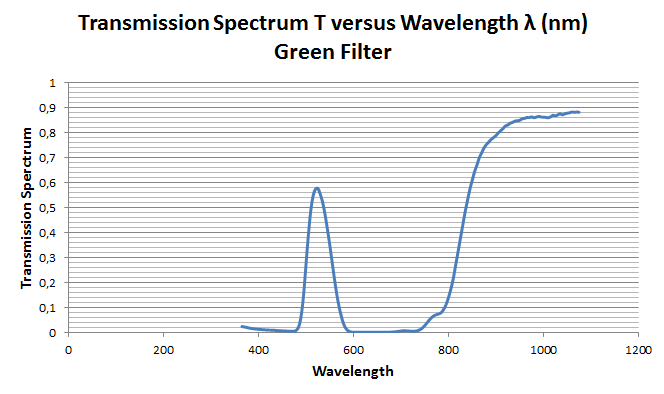 Transmission Spectrum T versus Wavelength λ (nm)
Green Filter
Transmission Sperctrum
1
0,9
0,8
0,7
0,6
0,5
0,4
0,3
0,2
0,1
0
0 200 400 600 800 1000 1200
Wavelength